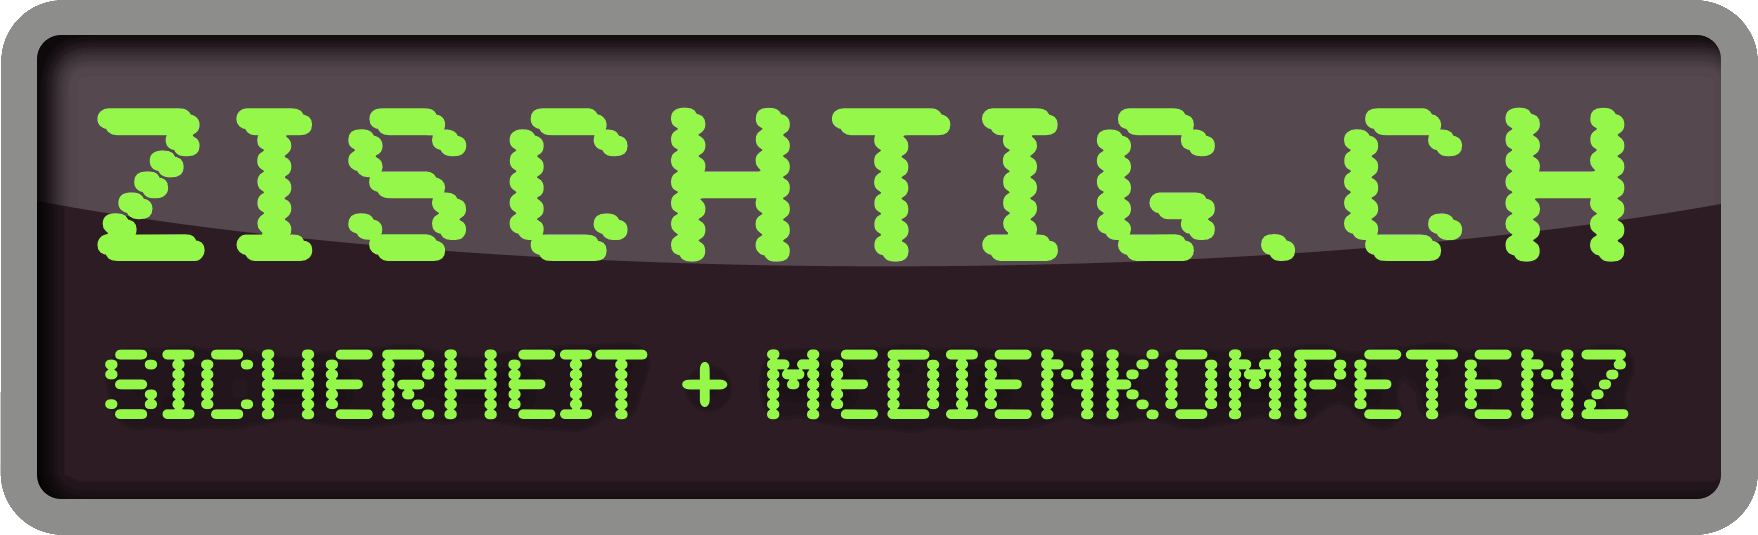 ZISCHTIG.CH
SICHERHEIT + MEDIENKOMPETENZ